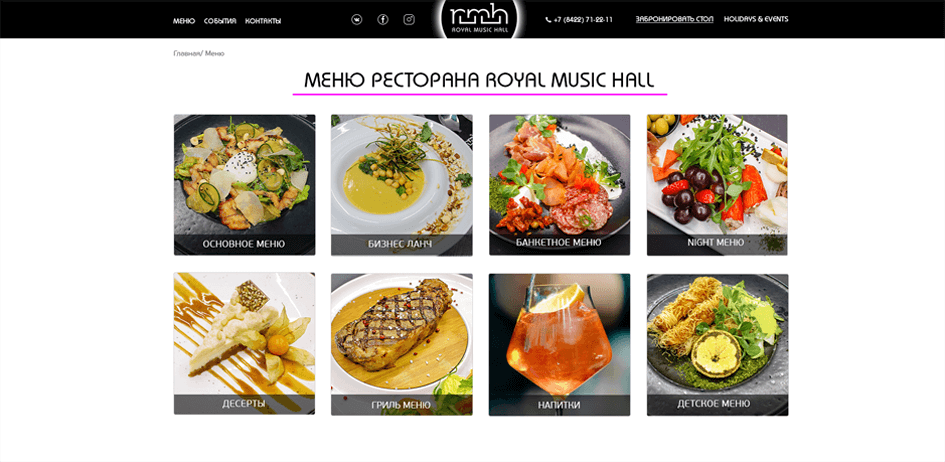 МЕНЮ СОБЫТИЯ КОНТАКТЫ
rmh
ROYAL MUSIC HALL
+7 (8422) 71-22-11
ЗАБРОНИРОВАТЬ СТОЛ
HOLIDAYS & EVENTS
Главная/ Меню
МЕНЮ РЕСТОРАНА ROYAL MUSIC HALL
ОСНОВНОЕ МЕНЮ
БИЗНЕС ЛАНЧ
БАНКЕТНОЕ МЕНЮ
NIGHT МЕНЮ
ДЕСЕРТЫ
ГРИЛЬ МЕНЮ
НАПИТКИ
ДЕТСКОЕ МЕНЮ